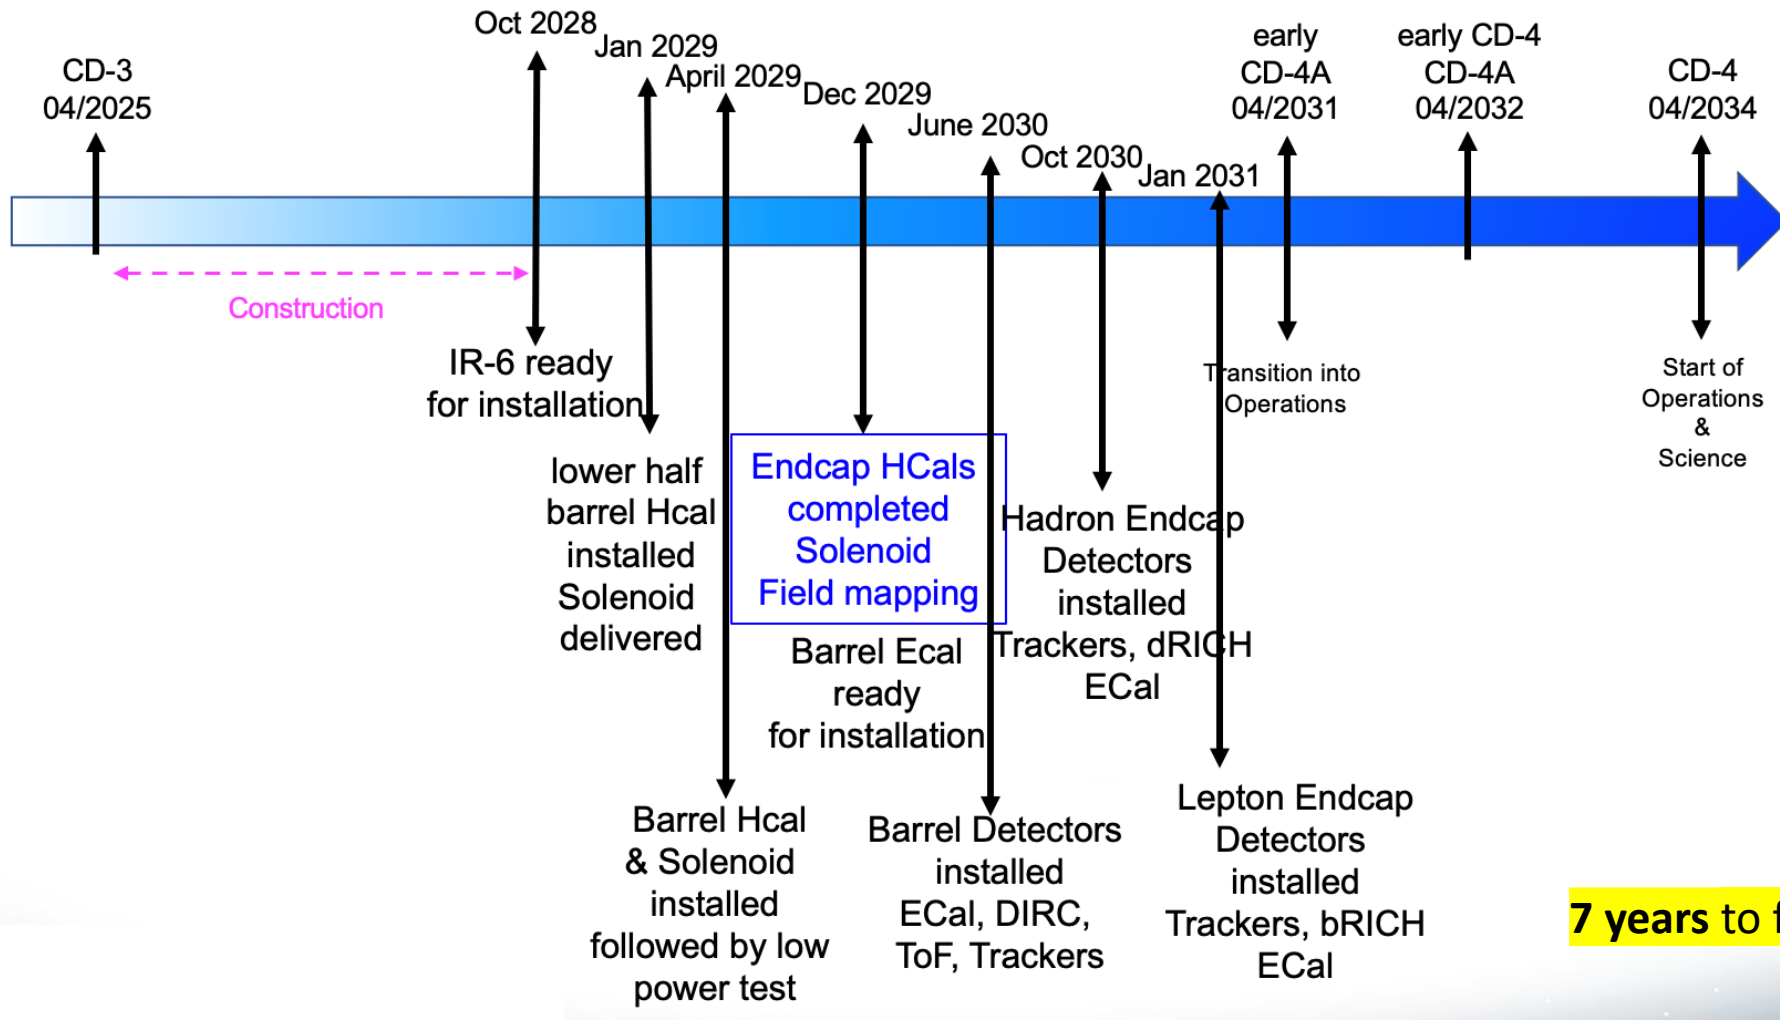 CD-3
04/2025
Oct 2028
Jan 2029
April 2029
Dec 2029
June 2030
Oct 2030
Jan 2031
early
CD-4A
04/2031
early CD-4
CD-4A
04/2032
CD-4
04/2034
Construction
IR-6 ready
for installation
lower half
barrel Hcal
installed
Solenoid
delivered
Barrel Hcal
& Solenoid
installed
followed by low
power test
Endcap HCals
completed
Solenoid
Field mapping
Barrel Ecal
ready
for installation
Barrel Detectors
installed
ECal, DIRC,
ToF, Trackers
Hadron Endcap
Detectors
installed
Trackers, dRICH
ECal
Lepton Endcap
Detectors
installed
Trackers, bRICH
ECal
Transition into
Operations
Start of
Operations
&
Science
7 years to